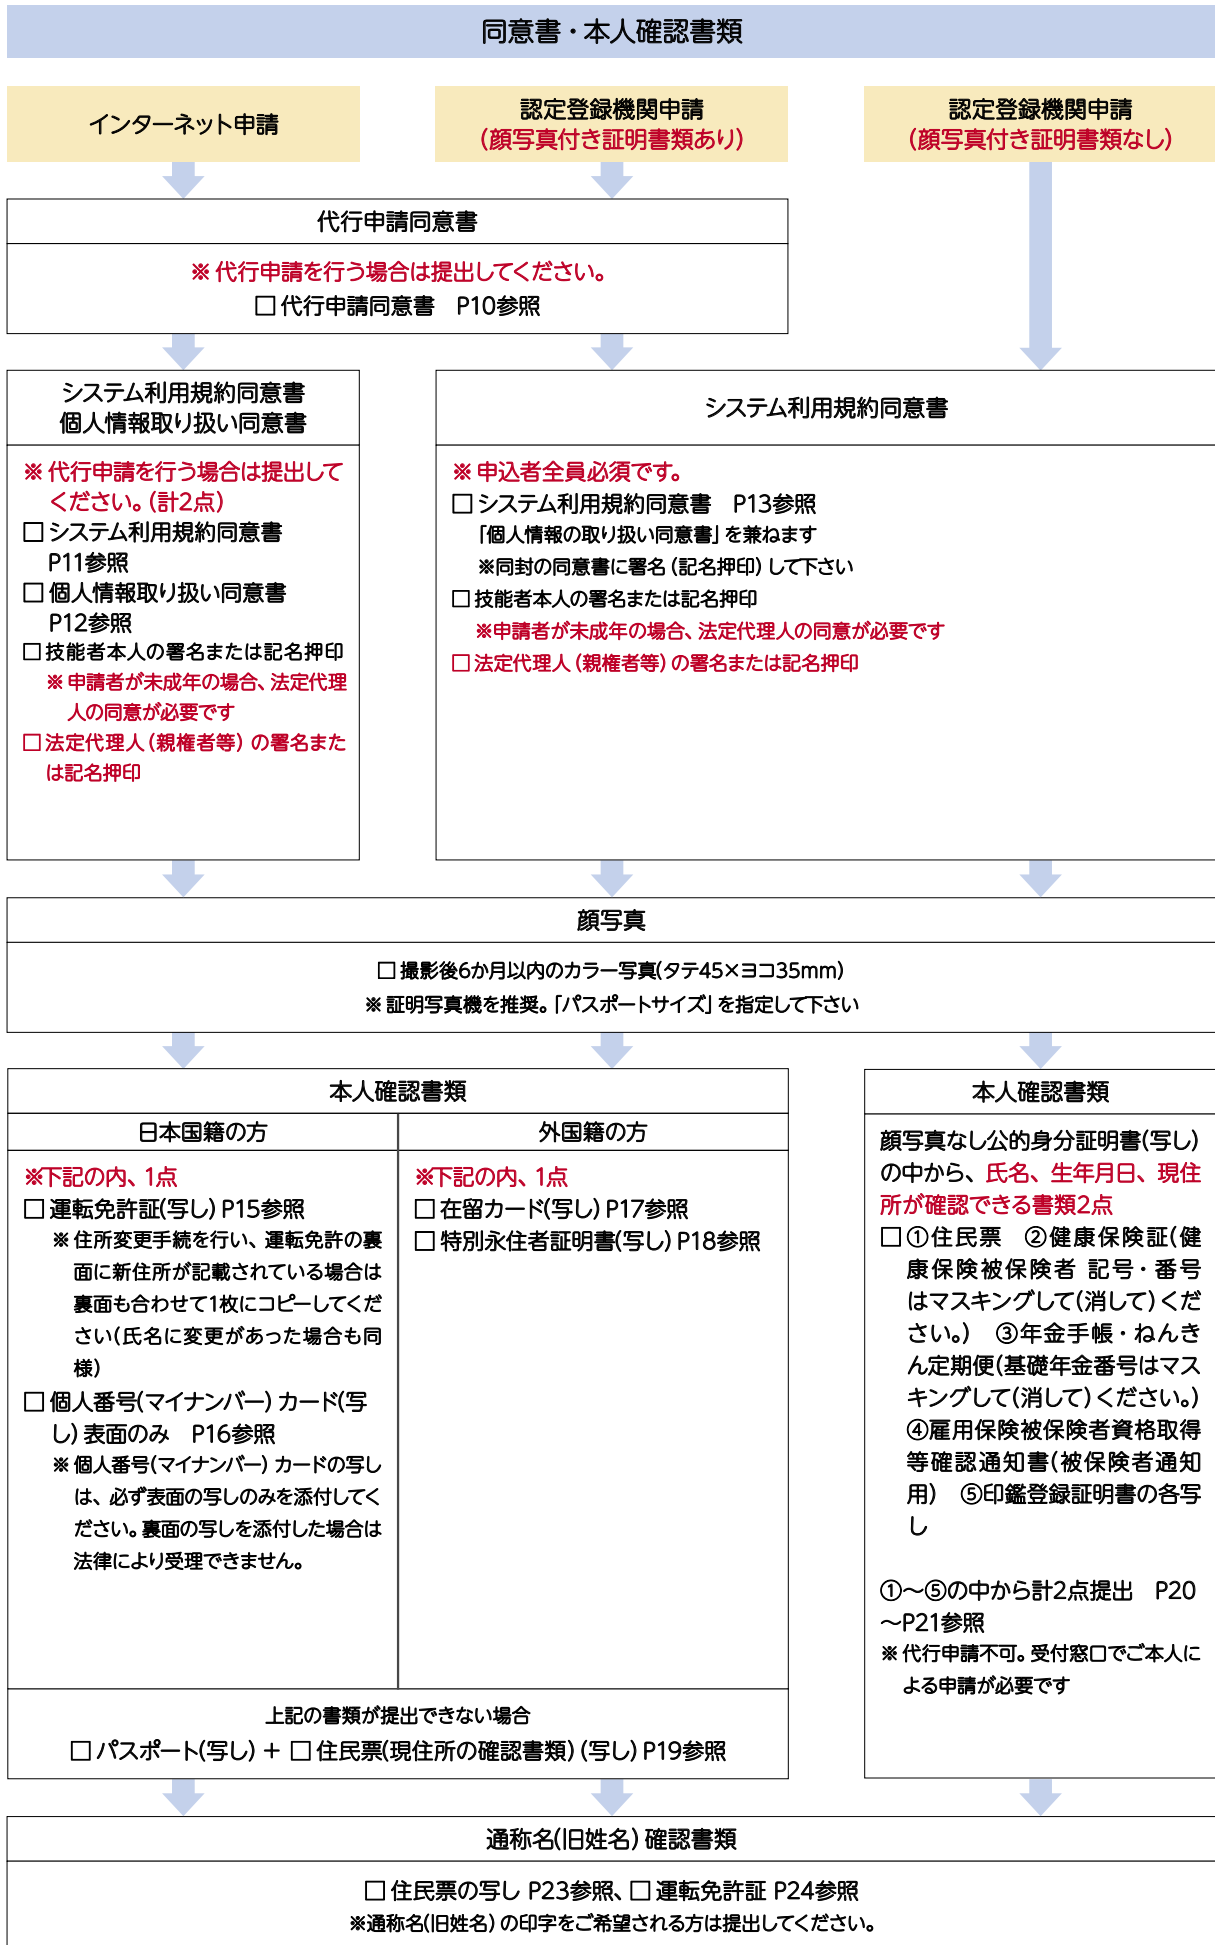 同意書・本人確認書類
インターネット申請
認定登録機関申請
(顔写真付き証明書類あり)
認定登録機関申請
(顔写真付き証明書類なし)
代行申請同意書
※ 代行申請を行う場合は提出してください。
□ 代行申請同意書　P10参照
システム利用規約同意書
個人情報取り扱い同意書
※ 代行申請を行う場合は提出して
ください。(計2点)
□ システム利用規約同意書
P11参照
□ 個人情報取り扱い同意書
P12参照
□ 技能者本人の署名または記名押印
※ 申請者が未成年の場合、法定代理
人の同意が必要です
□ 法定代理人(親権者等)の署名また
は記名押印
システム利用規約同意書
※ 申込者全員必須です。
□ システム利用規約同意書　P13参照
「個人情報の取り扱い同意書」を兼ねます
※同封の同意書に署名(記名押印)して下さい
□ 技能者本人の署名または記名押印
※申請者が未成年の場合、法定代理人の同意が必要です
□ 法定代理人(親権者等)の署名または記名押印
顔写真
□ 撮影後6か月以内のカラー写真(タテ45×ヨコ35mm)
※ 証明写真機を推奨。「パスポートサイズ」を指定して下さい
本人確認書類
日本国籍の方
※下記の内、1点
□ 運転免許証(写し) P15参照
※ 住所変更手続を行い、運転免許の裏
面に新住所が記載されている場合は
裏面も合わせて1枚にコピーしてくだ
さい(氏名に変更があった場合も同
様)
□ 個人番号(マイナンバー) カード(写
し) 表面のみ　P16参照
※ 個人番号(マイナンバー) カードの写し
は、必ず表面の写しのみを添付してく
ださい。裏面の写しを添付した場合は
法律により受理できません。
外国籍の方
※下記の内、1点
□ 在留カード(写し) P17参照
□ 特別永住者証明書(写し) P18参照
上記の書類が提出できない場合
□ パスポート(写し) + □ 住民票(現住所の確認書類) (写し) P19参照
本人確認書類
顔写真なし公的身分証明書(写し)
の中から、氏名、生年月日、現住
所が確認できる書類2点
□ ①住民票　②健康保険証(健
康保険被保険者 記号・番号
はマスキングして(消して)くだ
さい。)　③年金手帳・ねんき
ん定期便(基礎年金番号はマス
キングして(消して)ください。)
④雇用保険被保険者資格取得
等確認通知書(被保険者通知
用)　⑤印鑑登録証明書の各写
し
①～⑤の中から計2点提出　P20
～P21参照
※ 代行申請不可。受付窓口でご本人に
よる申請が必要です
通称名(旧姓名) 確認書類
□ 住民票の写し P23参照、□ 運転免許証 P24参照
※通称名(旧姓名) の印字をご希望される方は提出してください。